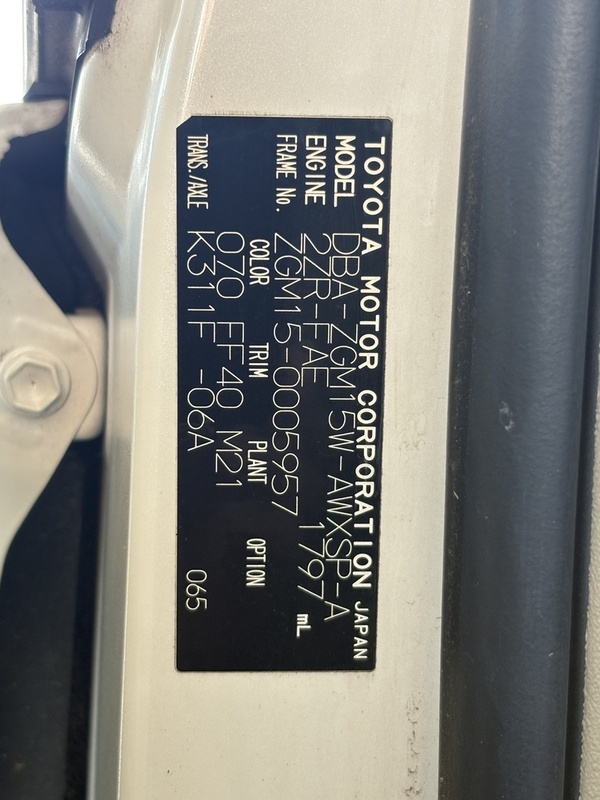 TOYOTA MOTOR CORPORATION JAPAN
MODEL DBA-ZGM15W-AWXSP-A
ENGINE 2ZR-FAE 1797 mL
FRAME No. ZGM15-0005957
COLOR TRIM PLANT OPTION
070 FF40 M21
TRANS./AXLE K311F -06A 065